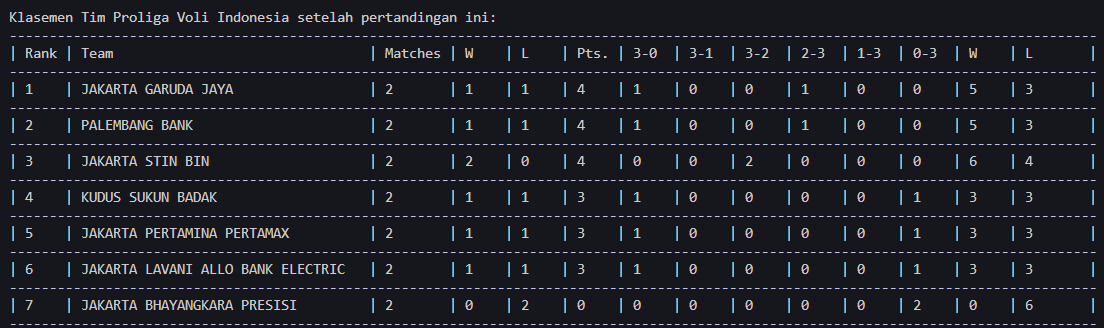 Klasemen Tim Proliga Voli Indonesia setelah pertandingan ini:
| Rank | Team | Matches | W | L | Pts. | 3-0 | 3-1 | 3-2 | 2-3 | 1-3 | 0-3 | W | L |
| 1 | JAKARTA GARUDA JAYA | 2 | 1 | 1 | 4 | 1 | 0 | 0 | 1 | 0 | 0 | 5 | 3 |
| 2 | PALEMBANG BANK | 2 | 1 | 1 | 4 | 1 | 0 | 0 | 1 | 0 | 0 | 5 | 3 |
| 3 | JAKARTA STIN BIN | 2 | 2 | 0 | 4 | 0 | 0 | 2 | 0 | 0 | 0 | 6 | 4 |
| 4 | KUDUS SUKUN BADAK | 2 | 1 | 1 | 3 | 1 | 0 | 0 | 0 | 0 | 1 | 3 | 3 |
| 5 | JAKARTA PERTAMINA PERTAMAX | 2 | 1 | 1 | 3 | 1 | 0 | 0 | 0 | 0 | 1 | 3 | 3 |
| 6 | JAKARTA LAVANI ALLO BANK ELECTRIC | 2 | 1 | 1 | 3 | 1 | 0 | 0 | 0 | 0 | 1 | 3 | 3 |
| 7 | JAKARTA BHAYANGKARA PRESISI | 2 | 0 | 2 | 0 | 0 | 0 | 0 | 0 | 0 | 2 | 0 | 6 |